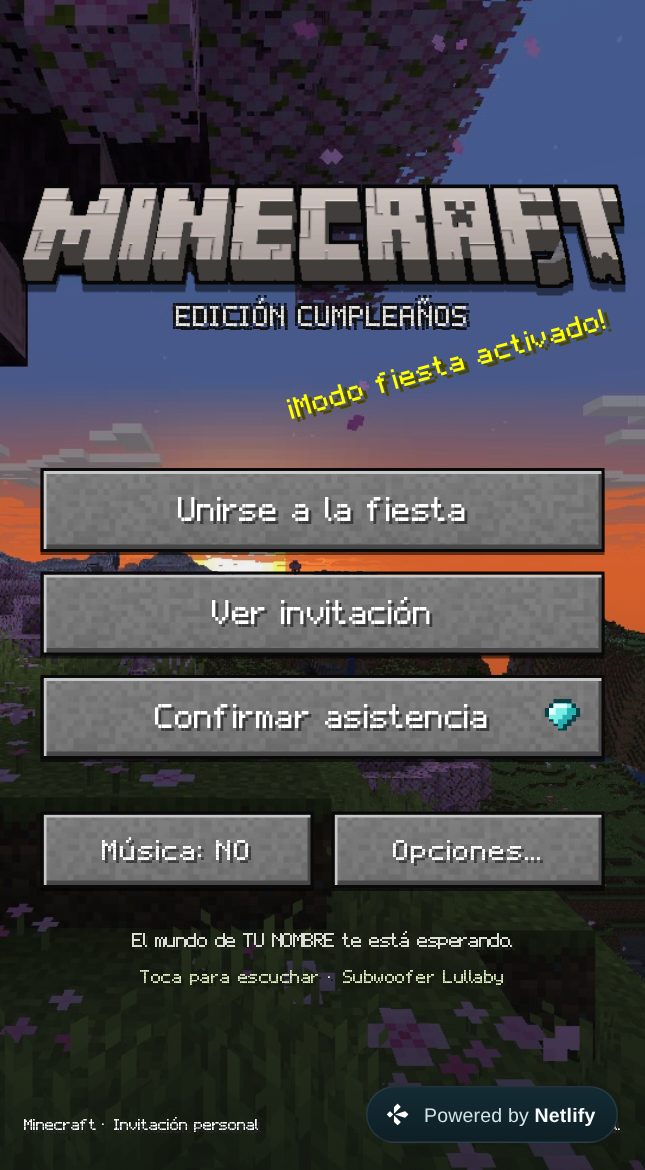 MINECRAFT
EDICIÓN CUMPLEAÑOS
¡Modo fiesta activado!
Unirse a la fiesta
Ver invitación
Confirmar asistencia
Música: NO
Opciones...
El mundo de TU NOMBRE te está esperando.
Toca para escuchar · Subwoofer Lullaby
Minecraft · Invitación personal
Powered by Netlify